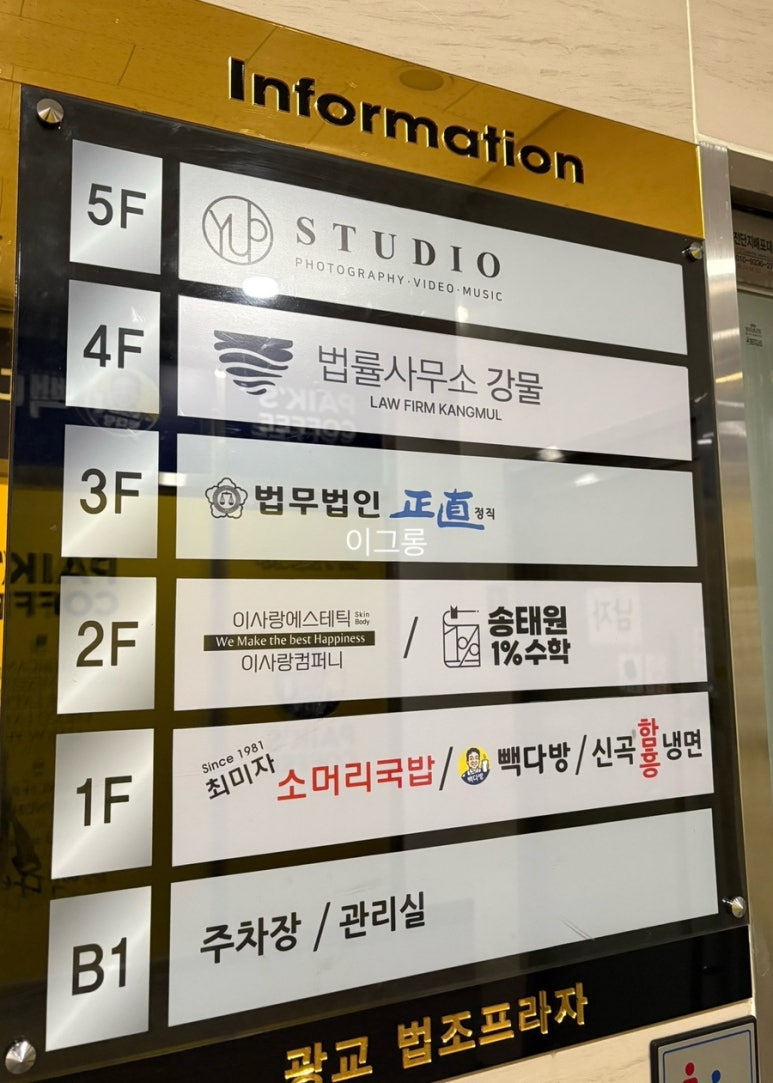 Information
5F
YUP
STUDIO
PHOTOGRAPHY·VIDEO·MUSIC
4F
법률사무소 강물
LAW FIRM KANGMUL
3F
법무법인 正直 정직
이그롱
2F
이사랑에스테틱 Skin Body
We Make the best Happiness
이사랑컴퍼니
/
송태원
1%수학
1F
Since 1981
최미자 소머리국밥 / 빽다방 / 신곡 함흥 냉면
B1
주차장 / 관리실
광교 법조프라자